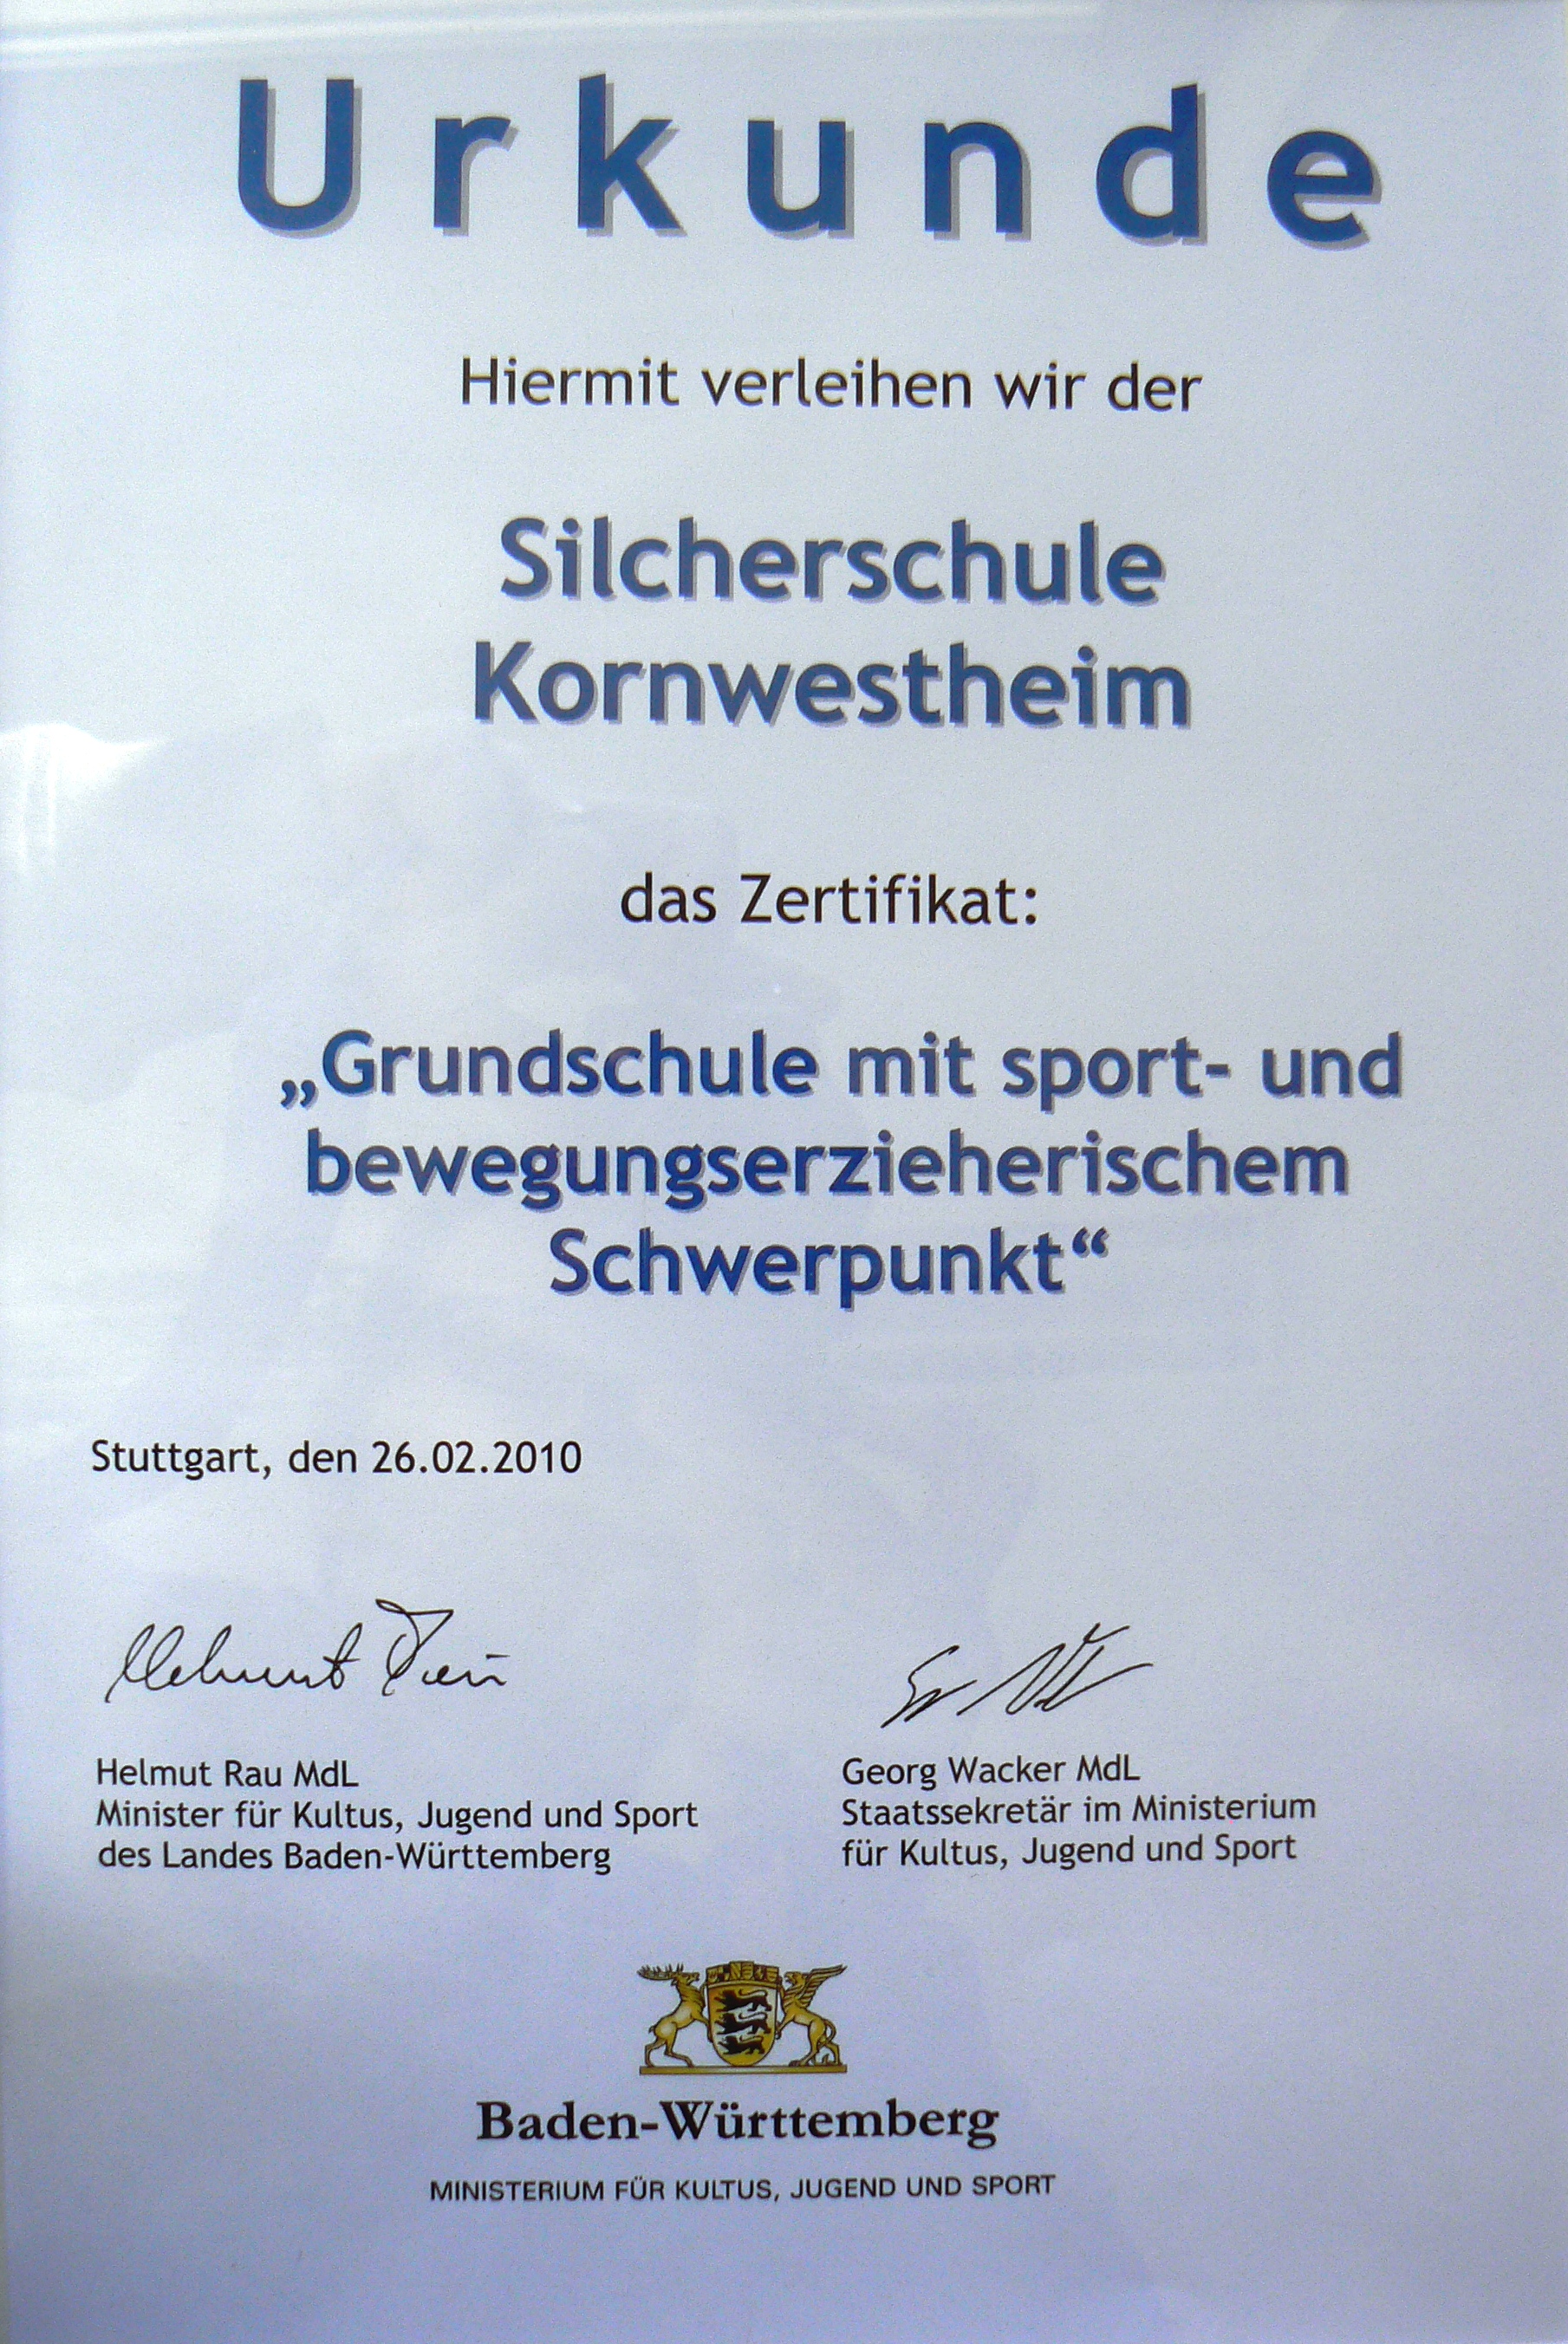 Urkunde
Hiermit verleihen wir der
Silcherschule
Kornwestheim
das Zertifikat:
„Grundschule mit sport- und
bewegungserzieherischem
Schwerpunkt“
Stuttgart, den 26.02.2010
Helmut Rau
Helmut Rau MdL
Minister für Kultus, Jugend und Sport
des Landes Baden-Württemberg
Georg Wacker MdL
Staatssekretär im Ministerium
für Kultus, Jugend und Sport
Baden-Württemberg
MINISTERIUM FÜR KULTUS, JUGEND UND SPORT